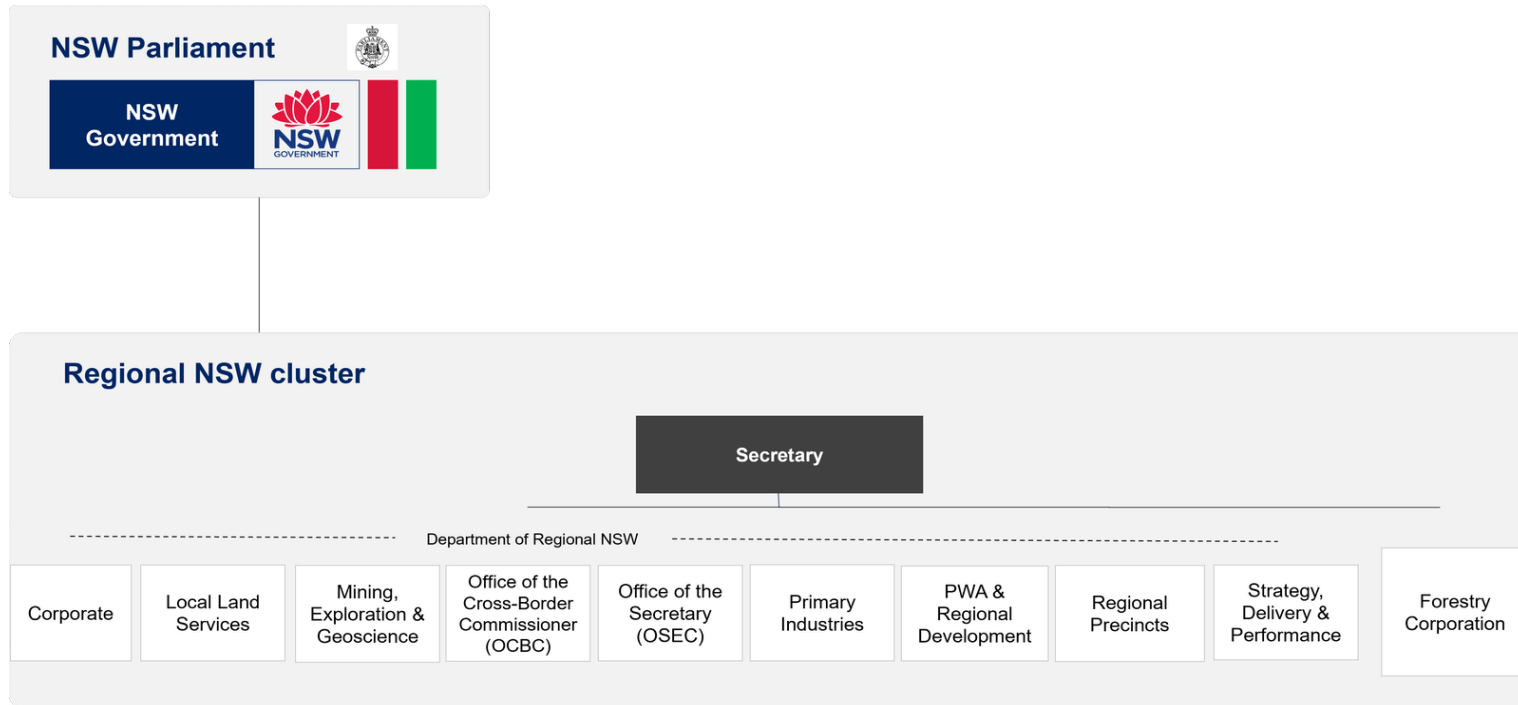 NSW Parliament
PARLIAMENT
NSW
Government
NSW
GOVERNMENT
Regional NSW cluster
Secretary
Department of Regional NSW
Corporate
Local Land
Services
Mining,
Exploration &
Geoscience
Office of the
Cross-Border
Commissioner
(OCBC)
Office of the
Secretary
(OSEC)
Primary
Industries
PWA &
Regional
Development
Regional
Precincts
Strategy,
Delivery &
Performance
Forestry
Corporation